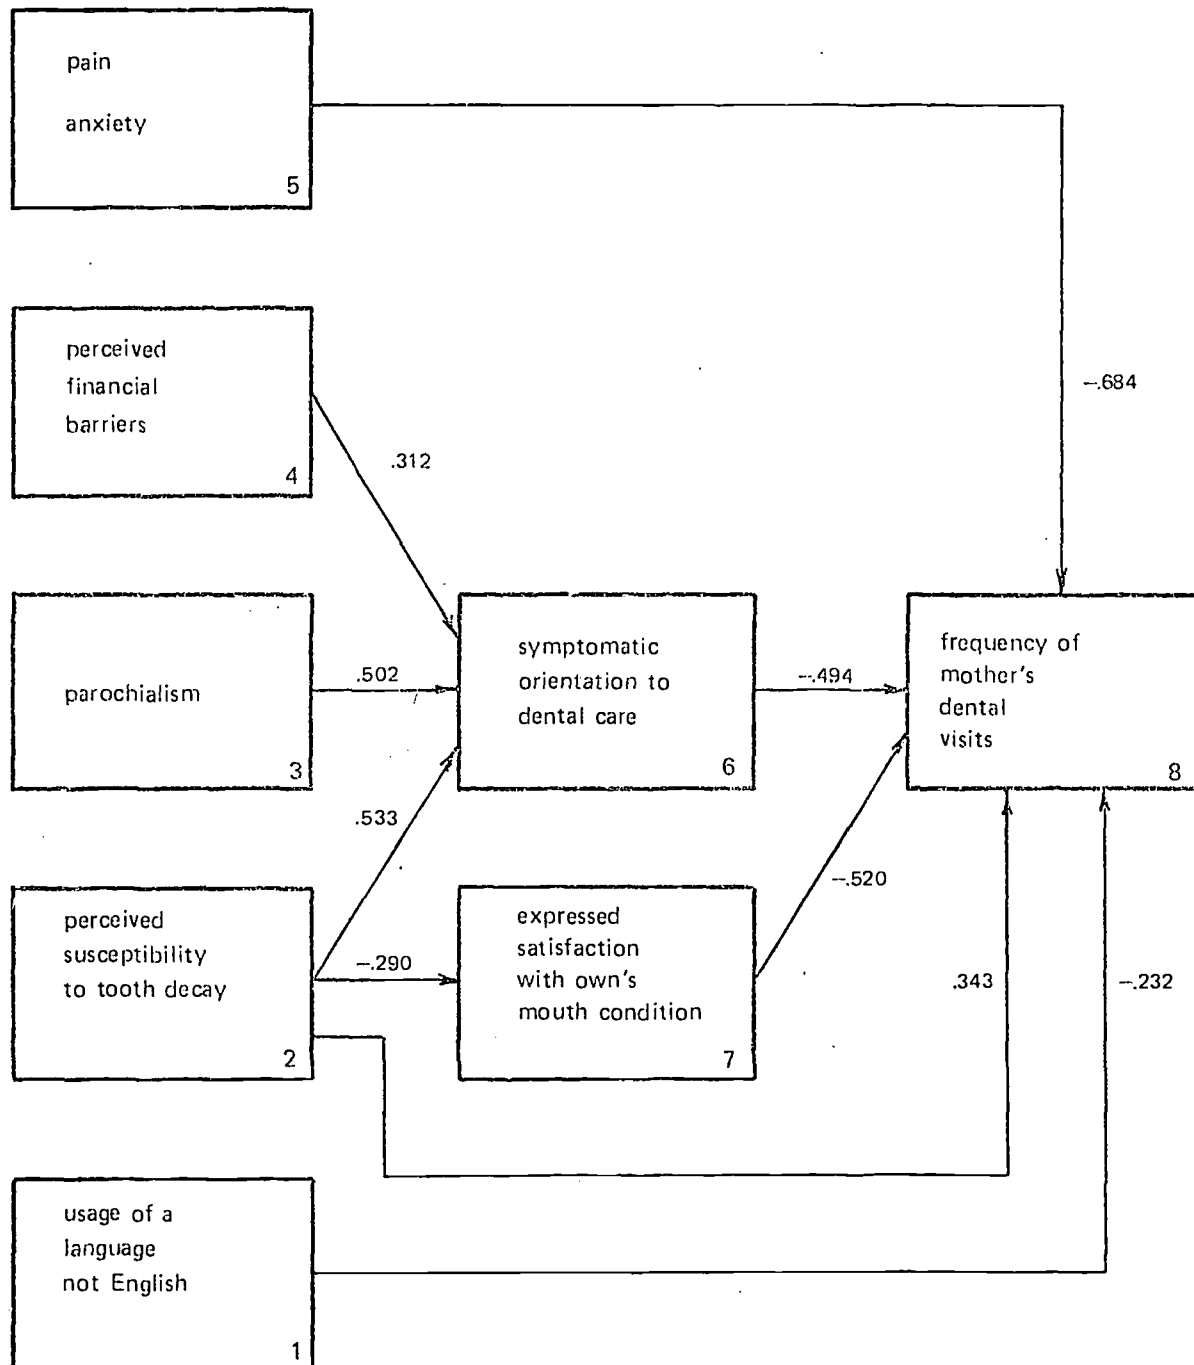 pain
anxiety
5
perceived
financial
barriers
4
.312
-.684
parochialism
3
.502
symptomatic
orientation to
dental care
6
-.494
frequency of
mother's
dental
visits
8
.533
perceived
susceptibility
to tooth decay
2
-.290
expressed
satisfaction
with own's
mouth condition
7
-.520
.343
-.232
usage of a
language
not English
1